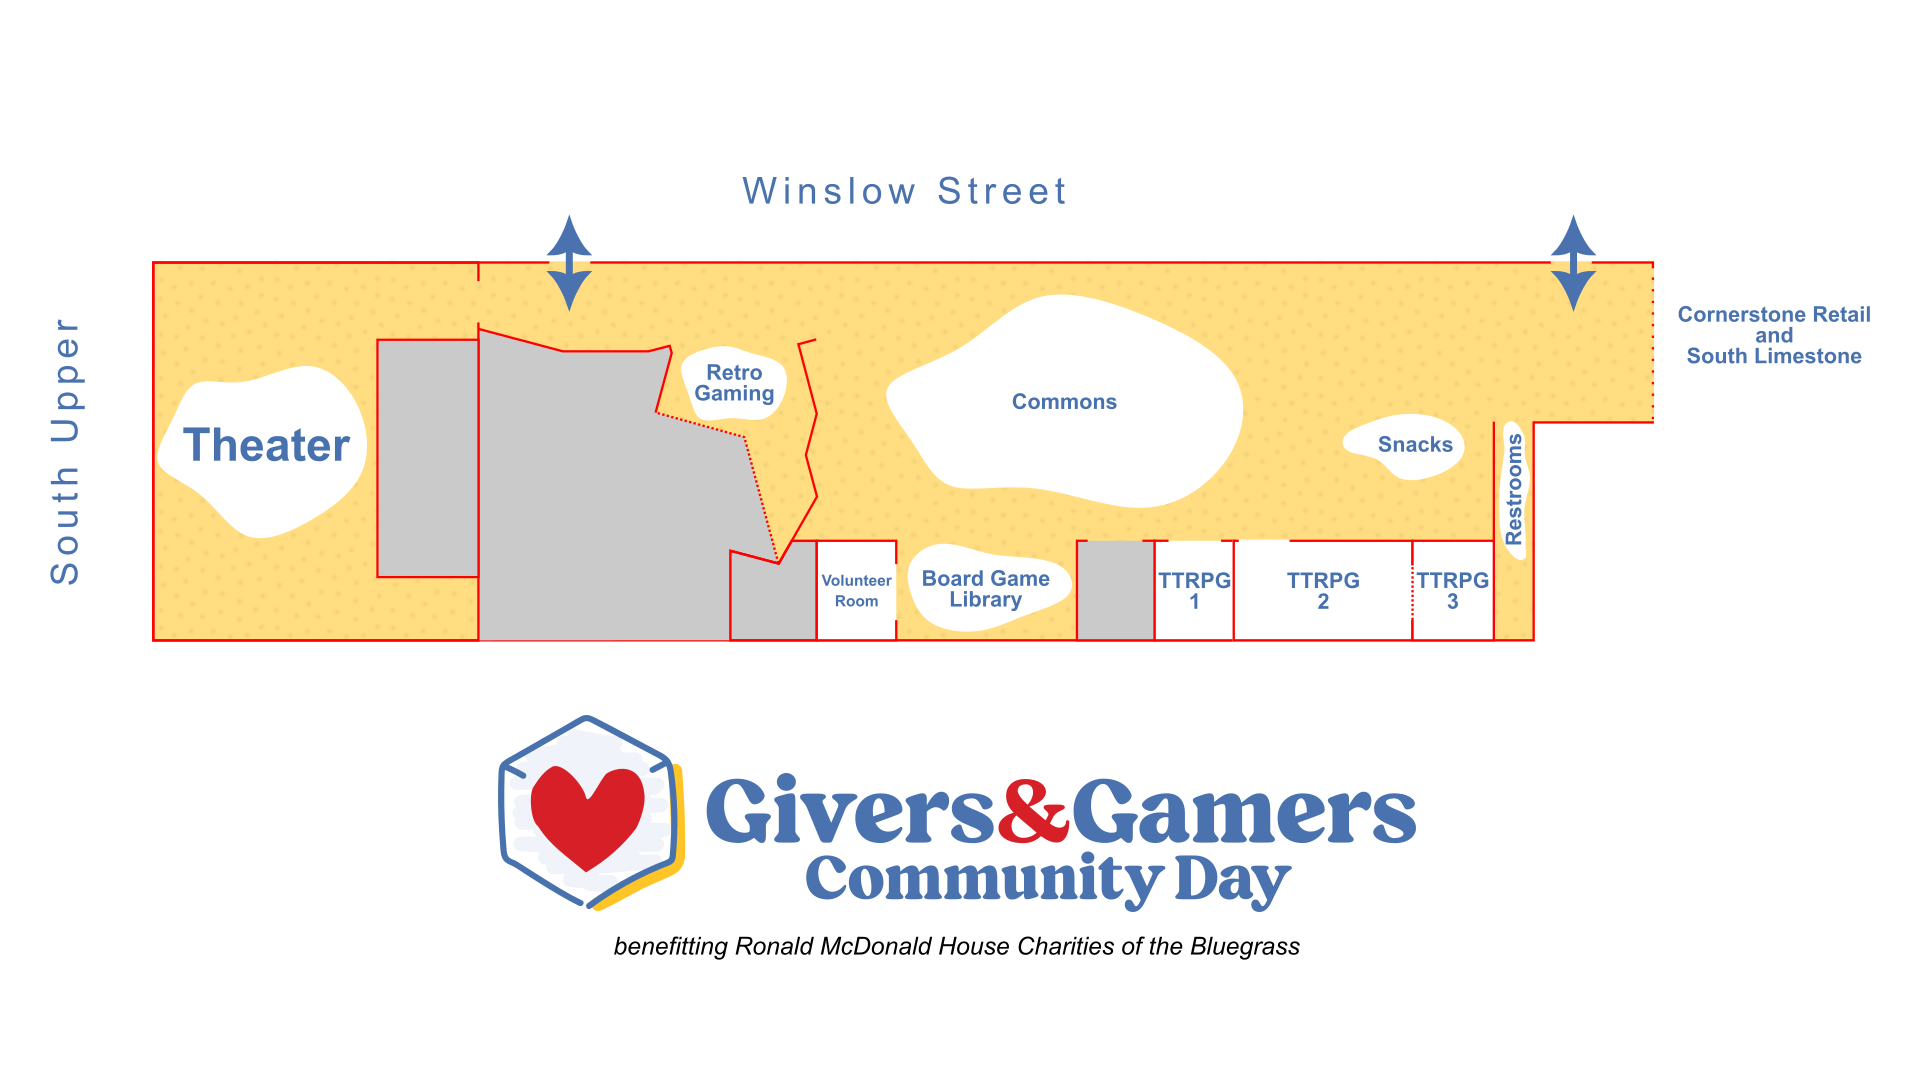 Winslow Street
South Upper
Cornerstone Retail
and
South Limestone
Retro
Gaming
Commons
Theater
Snacks
Restrooms
Volunteer
Room
Board Game
Library
TTRPG
1
TTRPG
2
TTRPG
3
Givers&Gamers
Community Day
benefitting Ronald McDonald House Charities of the Bluegrass